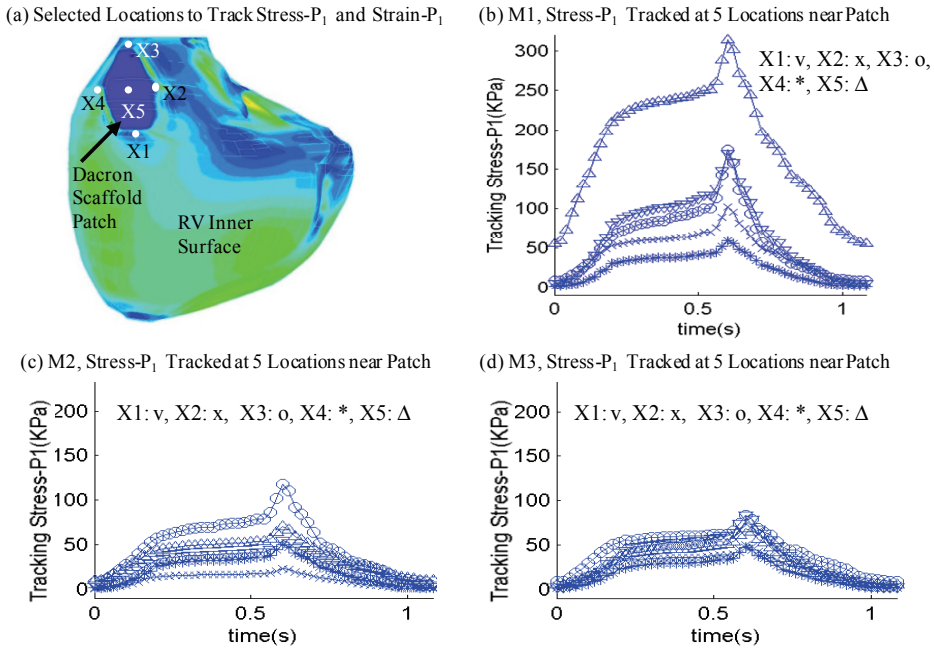 (a) Selected Locations to Track Stress-P₁ and Strain-P₁
X3
X4
X2
X5
X1
Dacron
Scaffold
Patch
RV Inner
Surface
(b) M1, Stress-P₁ Tracked at 5 Locations near Patch
X1: v, X2: x, X3: o,
X4: *, X5: Δ
Tracking Stress-P1(KPa)
300
250
200
150
100
50
0
0
0.5
1
time(s)
(c) M2, Stress-P₁ Tracked at 5 Locations near Patch
X1: v, X2: x, X3: o, X4: *, X5: Δ
Tracking Stress-P1(KPa)
200
150
100
50
0
0
0.5
1
time(s)
(d) M3, Stress-P₁ Tracked at 5 Locations near Patch
X1: v, X2: x, X3: o, X4: *, X5: Δ
Tracking Stress-P1(KPa)
200
150
100
50
0
0
0.5
1
time(s)